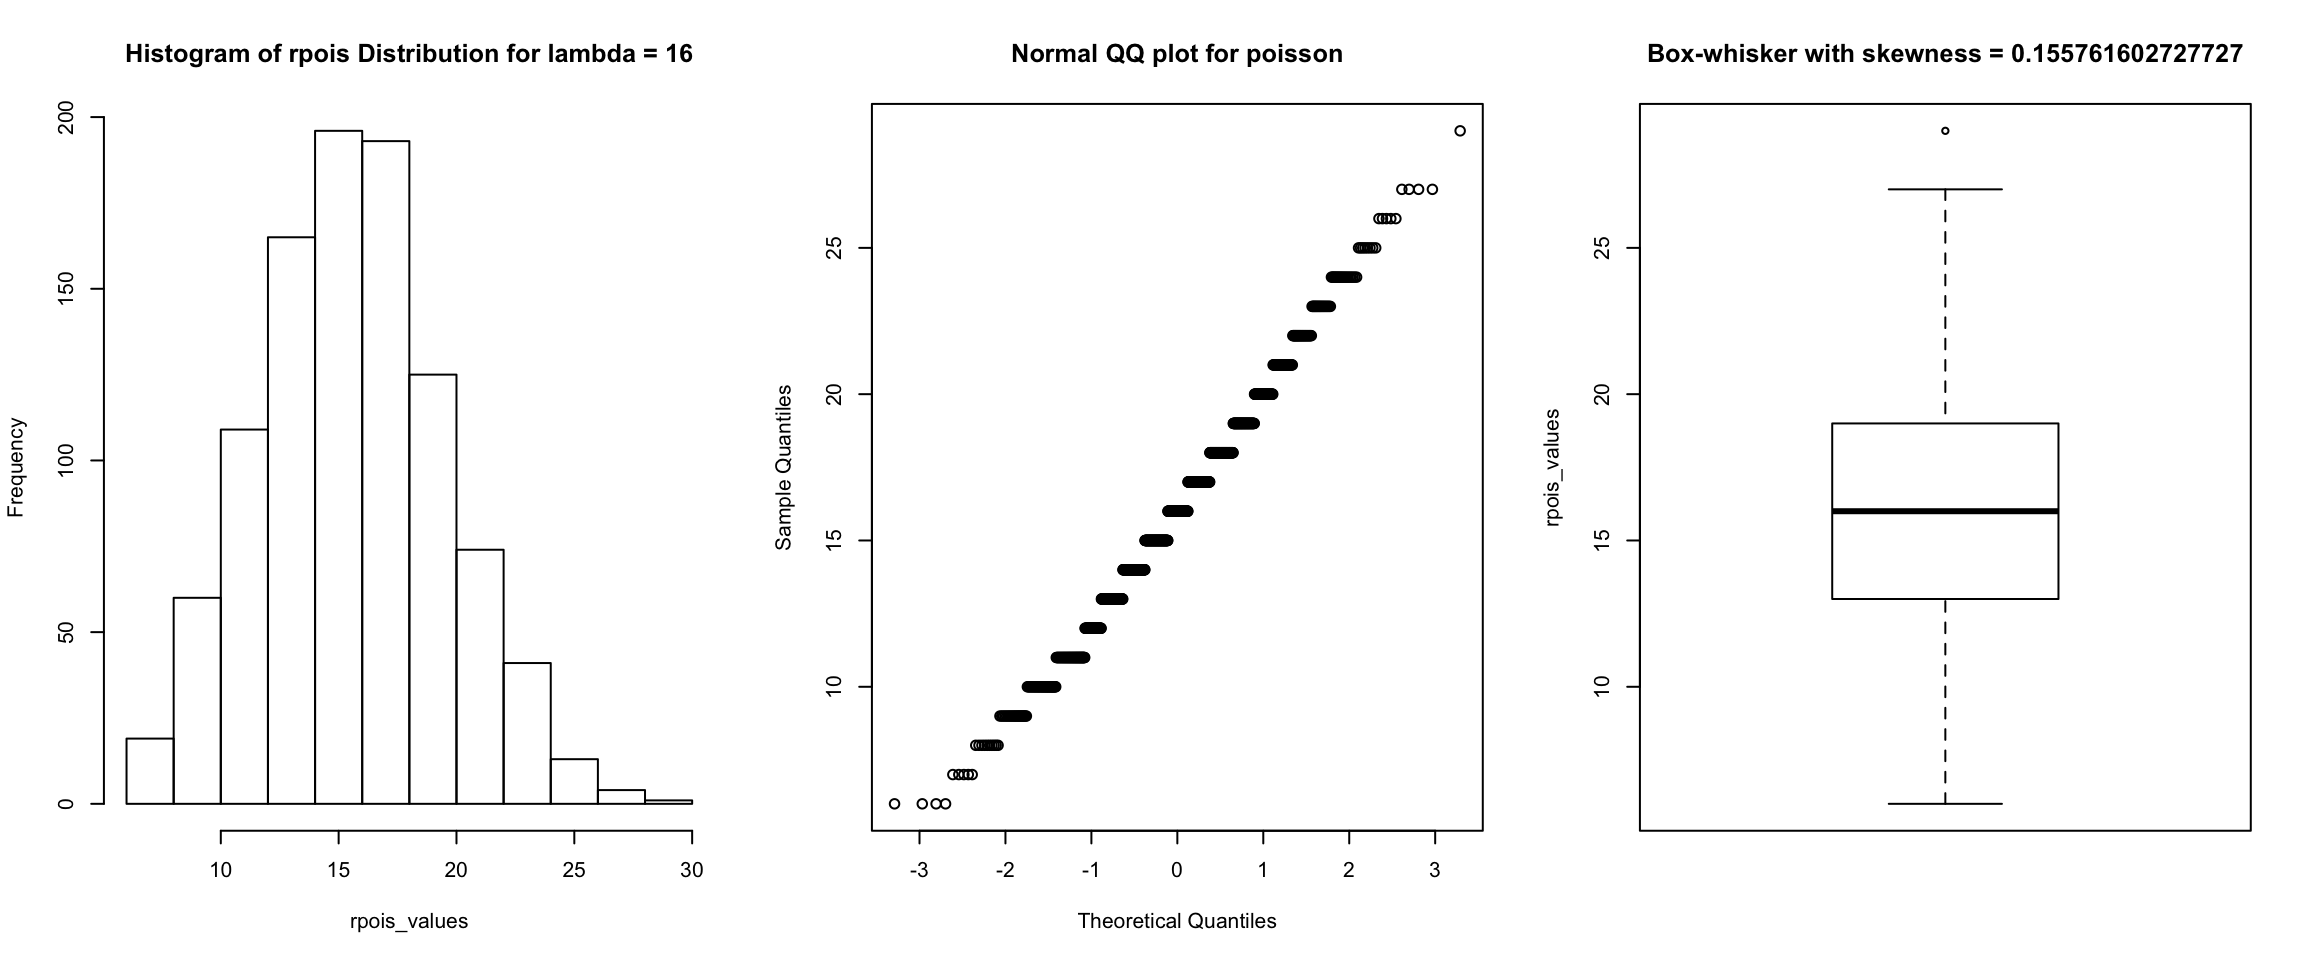 Histogram of rpois Distribution for lambda = 16
Frequency
200
150
100
50
0
10 15 20 25 30
rpois_values
Normal QQ plot for poisson
Sample Quantiles
25
20
15
10
-3 -2 -1 0 1 2 3
Theoretical Quantiles
Box-whisker with skewness = 0.155761602727727
rpois_values
25
20
15
10